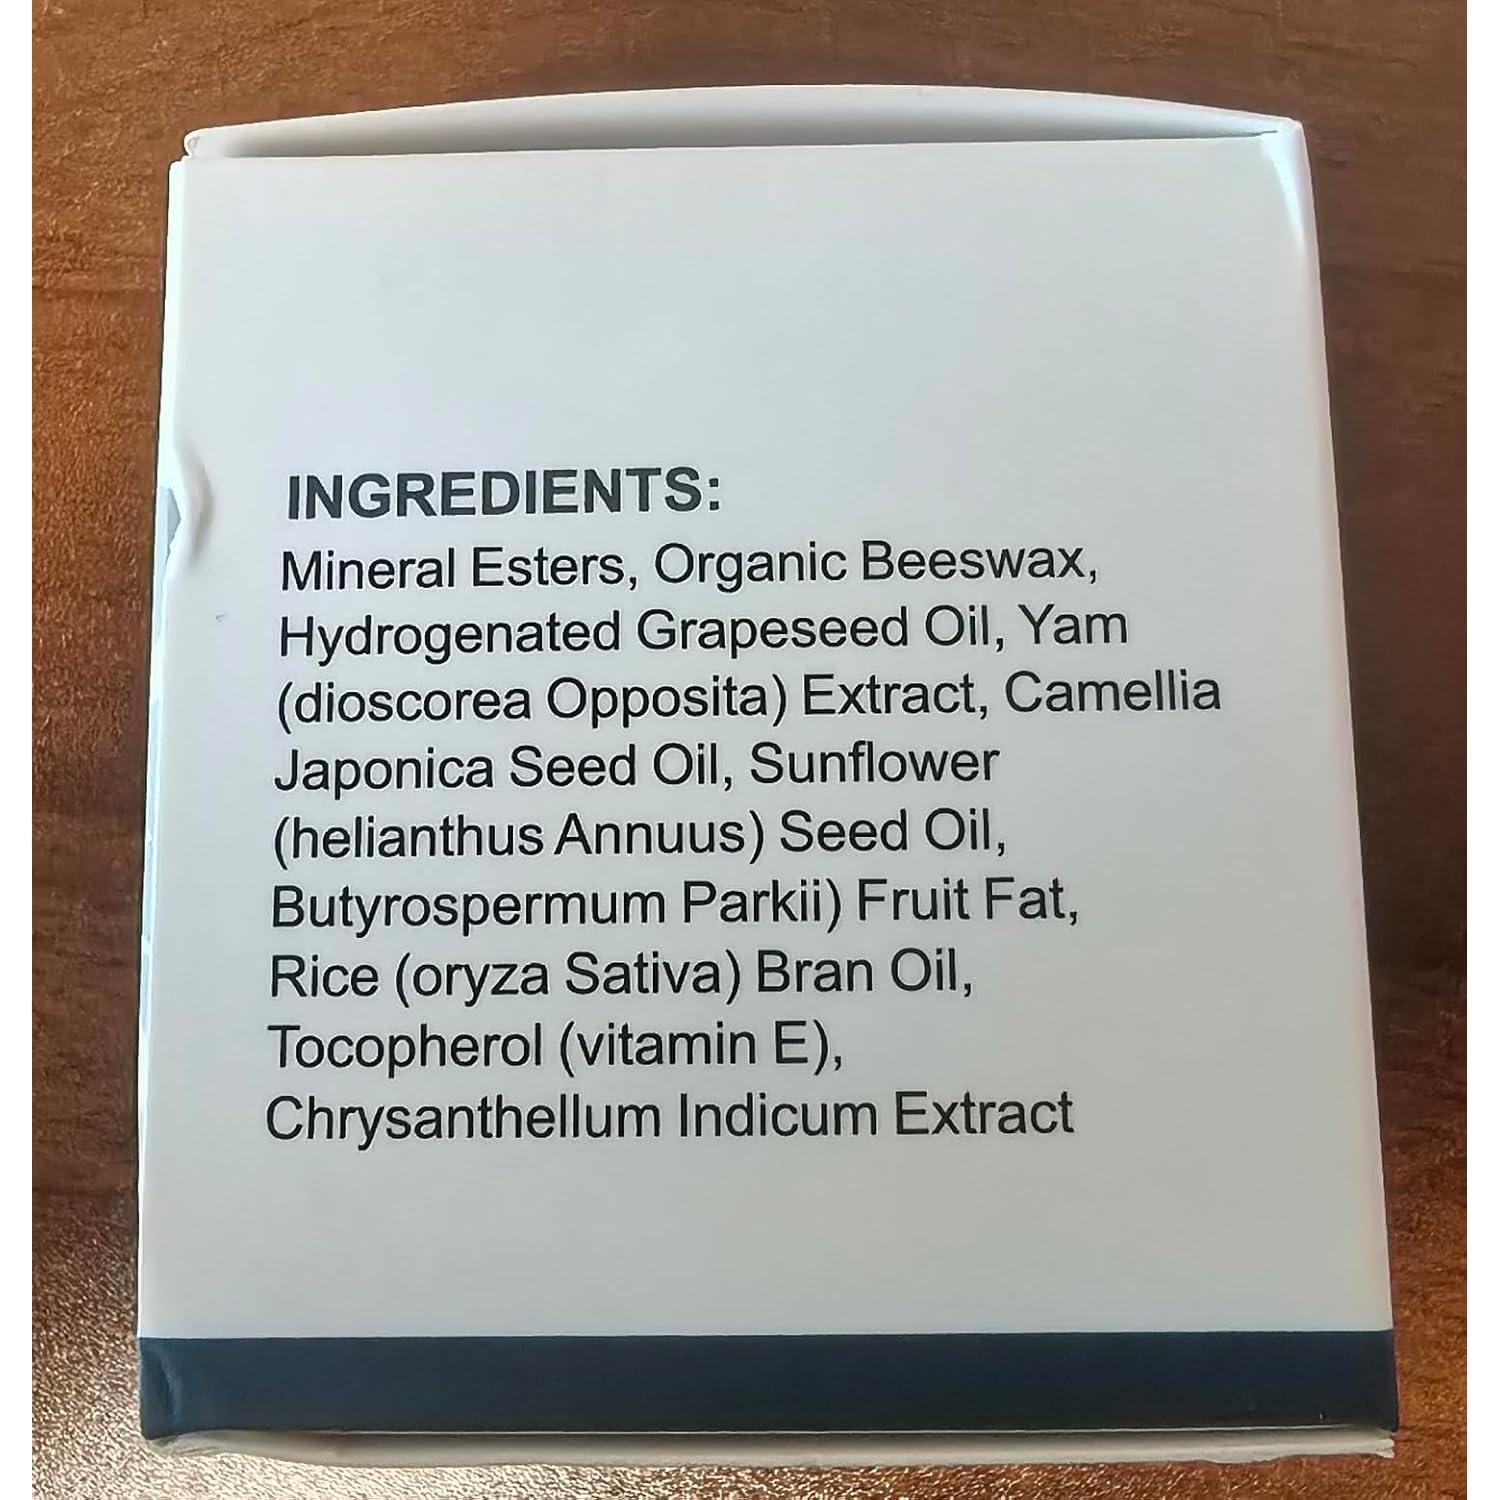 INGREDIENTS:
Mineral Esters, Organic Beeswax,
Hydrogenated Grapeseed Oil, Yam
(dioscorea Opposita) Extract, Camellia
Japonica Seed Oil, Sunflower
(helianthus Annuus) Seed Oil,
Butyrospermum Parkii) Fruit Fat,
Rice (oryza Sativa) Bran Oil,
Tocopherol (vitamin E),
Chrysanthellum Indicum Extract